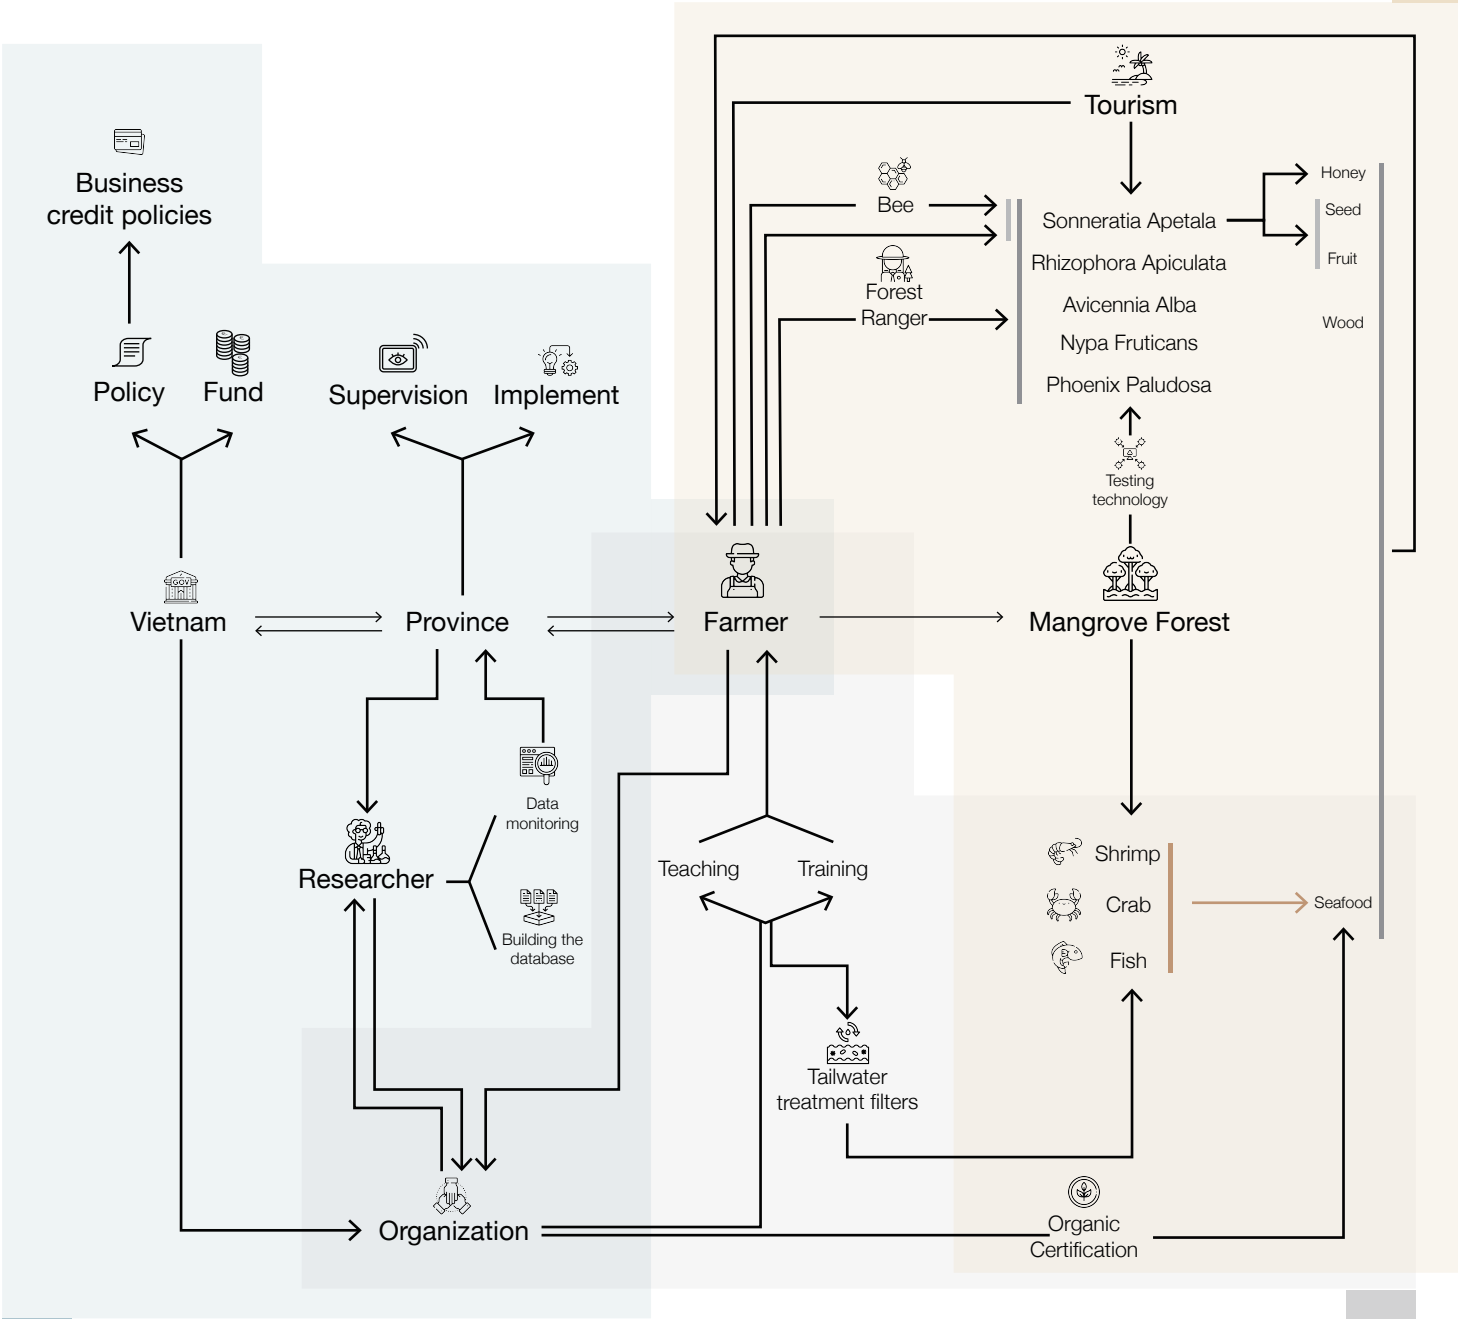 Tourism
Business
credit policies
Honey
Bee
Seed
Sonneratia Apetala
Fruit
Rhizophora Apiculata
Forest
Ranger
Avicennia Alba
Wood
Nypa Fruticans
Phoenix Paludosa
Policy
Fund
Supervision
Implement
Testing
technology
GOV
Vietnam
Province
Farmer
Mangrove Forest
Data
monitoring
Researcher
Building the
database
Teaching
Training
Shrimp
Crab
Fish
Seafood
Tailwater
treatment filters
Organization
Organic
Certification